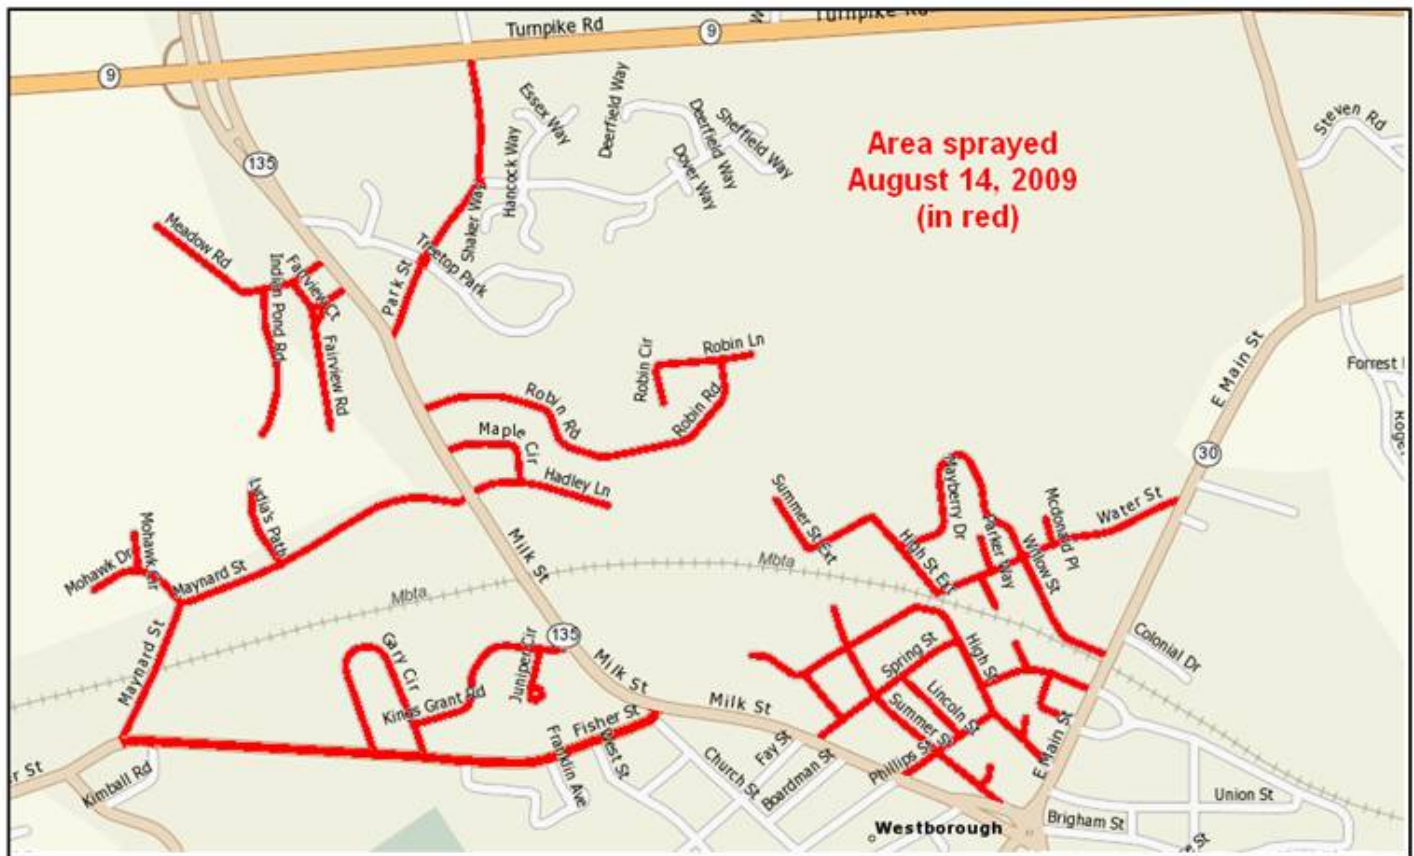 Turnpike Rd
9
Turnpike Rd
9
135
Essex Way
Deerfield Way
Deerfield Way
Sheffield Way
Hancock Way
Dover Way
Shaker Way
Area sprayed
August 14, 2009
(in red)
Steven Rd
Meadow Rd
Fairview Ct
Indian Pond Rd
Fairview Rd
Treetop Park
Park St
Robin Cir
Robin Ln
Robin Rd
Robin Rd
E Main St
Forrest
Maple Cir
Hadley Ln
30
Lydia's Path
Summer St Ext
Mayberry Dr
Mcdonald Pl
Water St
Mohawk Dr
Maynard St
High St Ext
Parker Way
Willow St
Milk St
Mbta
Mbta
Maynard St
Gary Cir
Juniper Cir
135
Milk St
Spring St
High St
Colonial Dr
Kings Grant Rd
Milk St
Lincoln St
Summer St
Fisher St
Franklin Ave
West St
Church St
Fay St
Boardman St
Phillips St
E Main St
Kimball Rd
Union St
Brigham St
Westborough